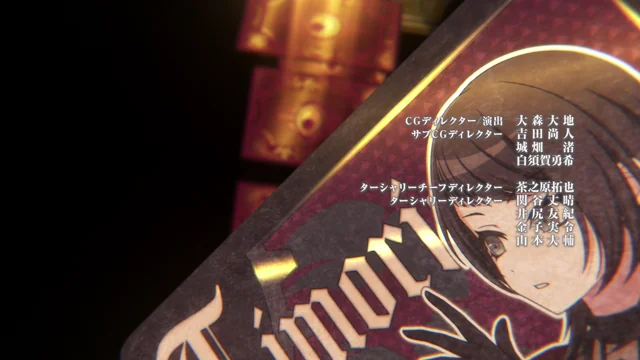 CGディレクター/演出 大森大地
サブCGディレクター 吉田尚人
城畑 渚
白須賀勇希
ターシャリーチーフディレクター 茶之原拓也
ターシャリーディレクター 関谷丈晴
井尻友紀
金子実令
山本大輔
Timori